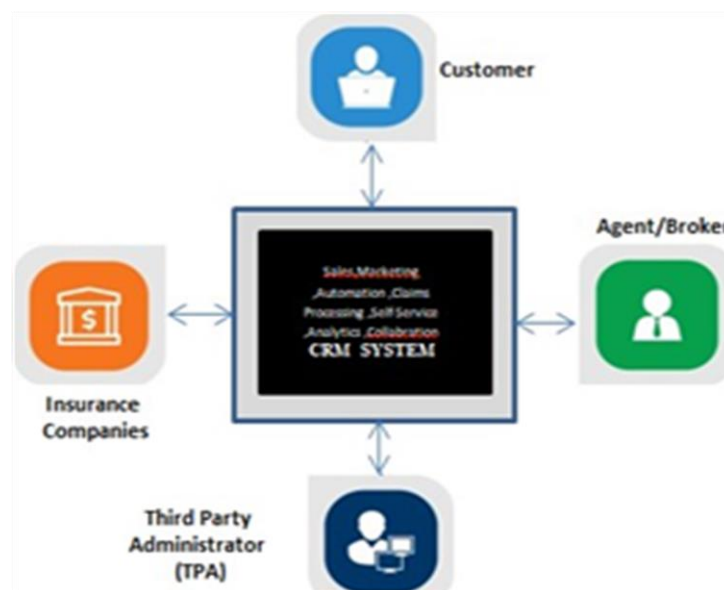 Customer
Agent/Broker
Sales,Marketing
,Automation ,Claims
Processing ,Self Service
,Analytics ,Collabration
CRM SYSTEM
$
Insurance
Companies
Third Party
Administrator
(TPA)